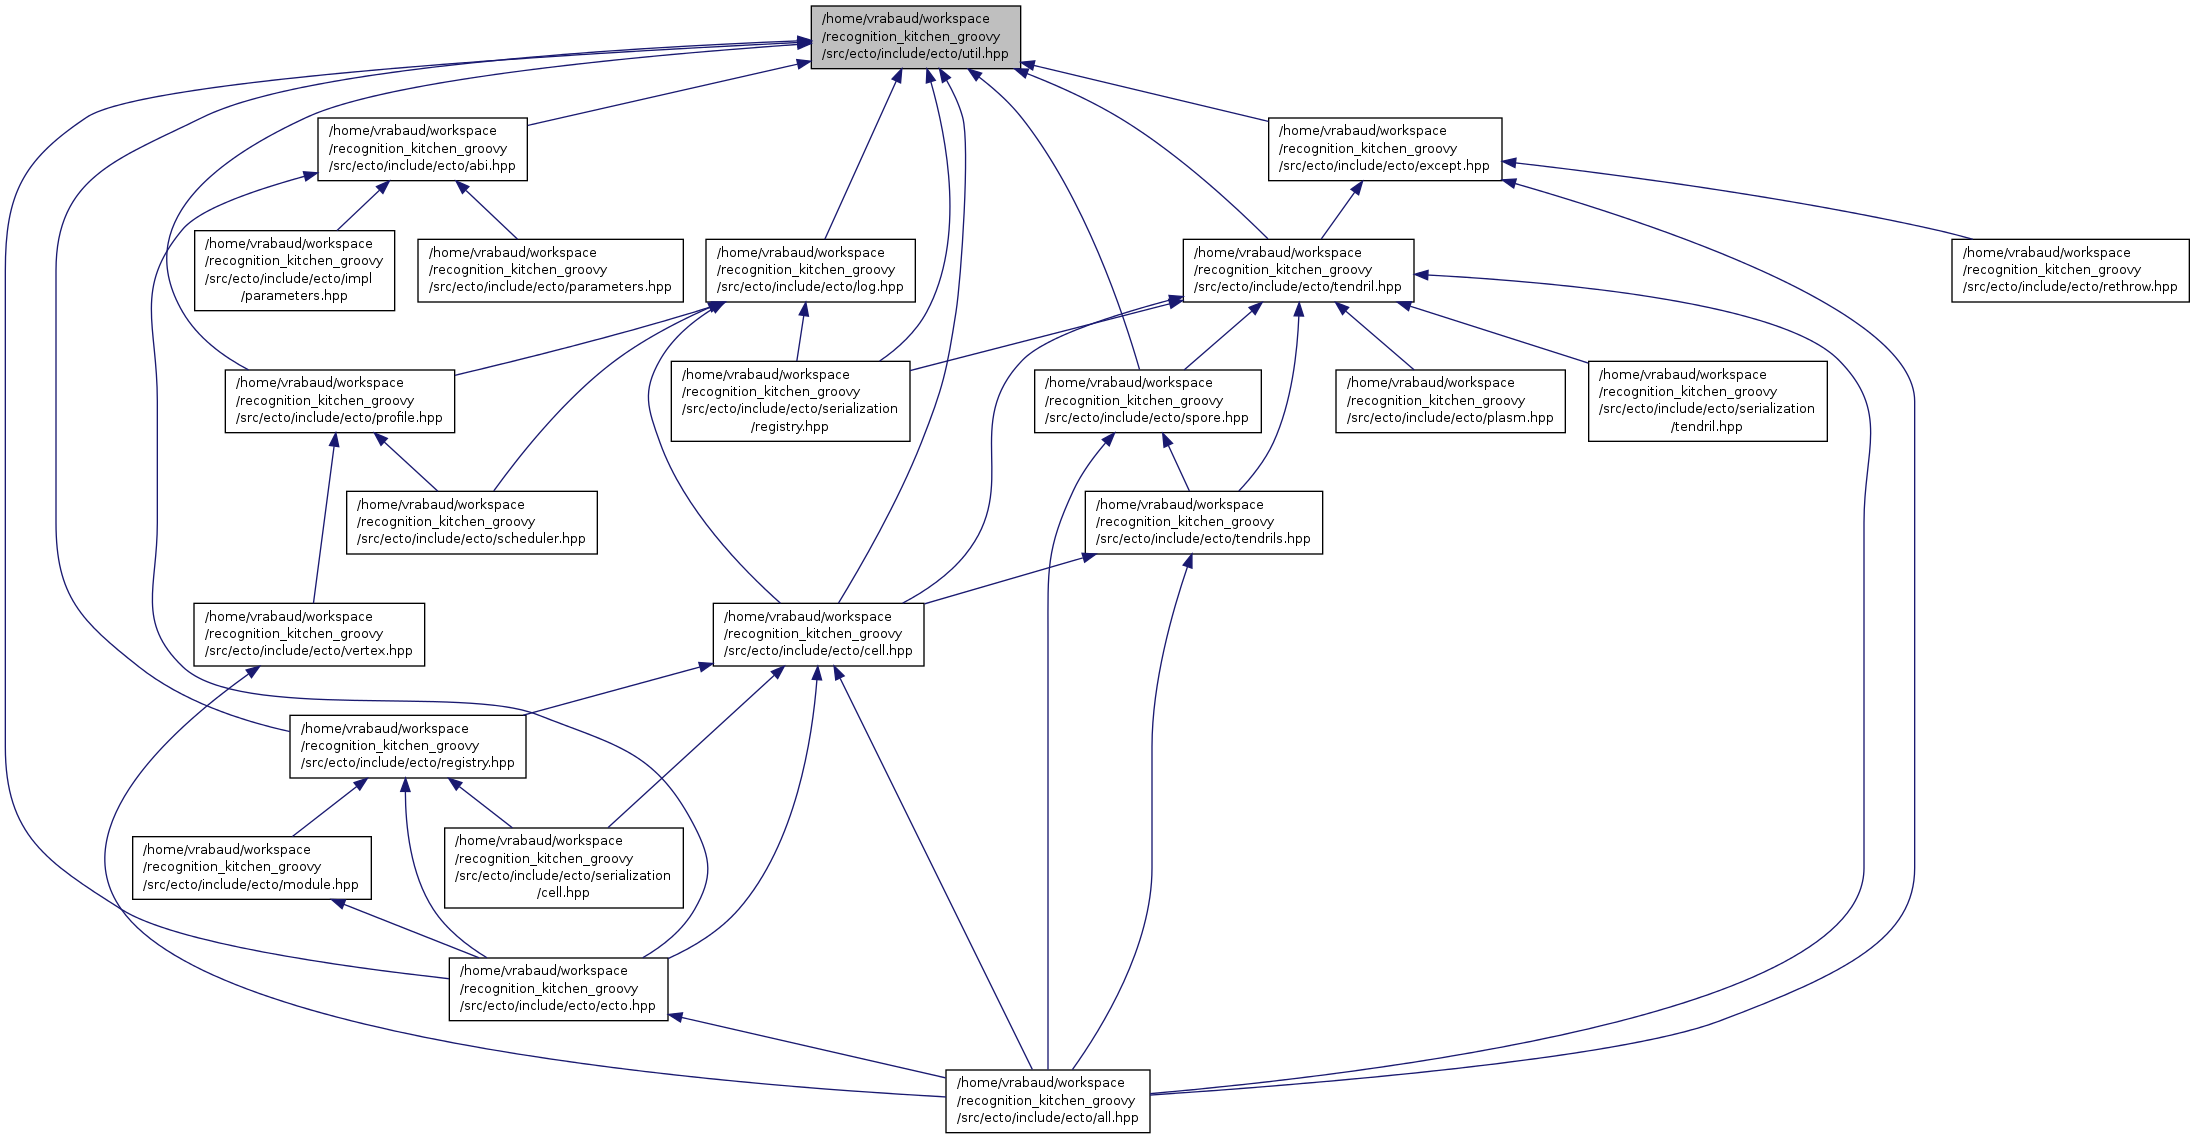 /home/vrabaud/workspace
/recognition_kitchen_groovy
/src/ecto/include/ecto/util.hpp
/home/vrabaud/workspace
/recognition_kitchen_groovy
/src/ecto/include/ecto/abi.hpp
/home/vrabaud/workspace
/recognition_kitchen_groovy
/src/ecto/include/ecto/except.hpp
/home/vrabaud/workspace
/recognition_kitchen_groovy
/src/ecto/include/ecto/impl
/parameters.hpp
/home/vrabaud/workspace
/recognition_kitchen_groovy
/src/ecto/include/ecto/parameters.hpp
/home/vrabaud/workspace
/recognition_kitchen_groovy
/src/ecto/include/ecto/log.hpp
/home/vrabaud/workspace
/recognition_kitchen_groovy
/src/ecto/include/ecto/tendril.hpp
/home/vrabaud/workspace
/recognition_kitchen_groovy
/src/ecto/include/ecto/rethrow.hpp
/home/vrabaud/workspace
/recognition_kitchen_groovy
/src/ecto/include/ecto/profile.hpp
/home/vrabaud/workspace
/recognition_kitchen_groovy
/src/ecto/include/ecto/serialization
/registry.hpp
/home/vrabaud/workspace
/recognition_kitchen_groovy
/src/ecto/include/ecto/spore.hpp
/home/vrabaud/workspace
/recognition_kitchen_groovy
/src/ecto/include/ecto/plasm.hpp
/home/vrabaud/workspace
/recognition_kitchen_groovy
/src/ecto/include/ecto/serialization
/tendril.hpp
/home/vrabaud/workspace
/recognition_kitchen_groovy
/src/ecto/include/ecto/scheduler.hpp
/home/vrabaud/workspace
/recognition_kitchen_groovy
/src/ecto/include/ecto/tendrils.hpp
/home/vrabaud/workspace
/recognition_kitchen_groovy
/src/ecto/include/ecto/vertex.hpp
/home/vrabaud/workspace
/recognition_kitchen_groovy
/src/ecto/include/ecto/cell.hpp
/home/vrabaud/workspace
/recognition_kitchen_groovy
/src/ecto/include/ecto/registry.hpp
/home/vrabaud/workspace
/recognition_kitchen_groovy
/src/ecto/include/ecto/module.hpp
/home/vrabaud/workspace
/recognition_kitchen_groovy
/src/ecto/include/ecto/serialization
/cell.hpp
/home/vrabaud/workspace
/recognition_kitchen_groovy
/src/ecto/include/ecto/ecto.hpp
/home/vrabaud/workspace
/recognition_kitchen_groovy
/src/ecto/include/ecto/all.hpp